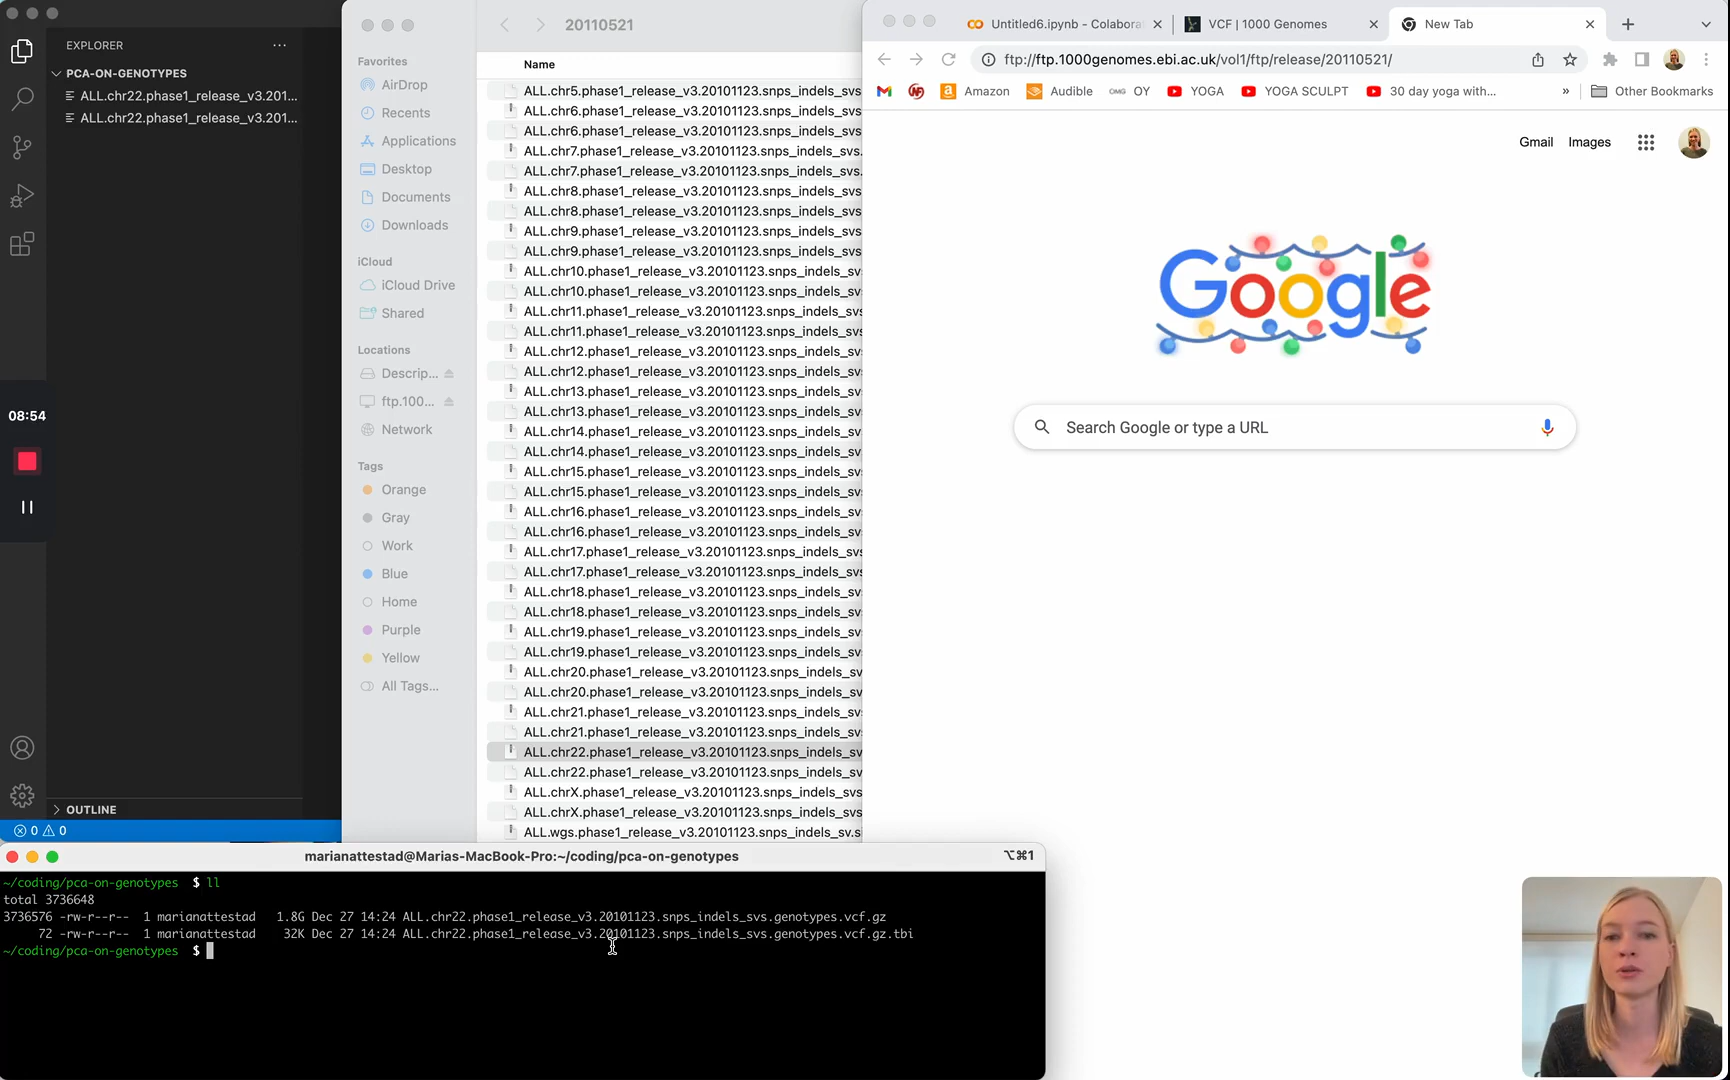 EXPLORER
PCA-ON-GENOTYPES
ALL.chr22.phase1_release_v3.201...
ALL.chr22.phase1_release_v3.201...
08:54
OUTLINE
0 0
20110521
Favorites
AirDrop
Recents
Applications
Desktop
Documents
Downloads
iCloud
iCloud Drive
Shared
Locations
Descrip...
ftp.100...
Network
Tags
Orange
Gray
Work
Blue
Home
Purple
Yellow
All Tags...
Name
ALL.chr5.phase1_release_v3.20101123.snps_indels_svs
ALL.chr6.phase1_release_v3.20101123.snps_indels_svs
ALL.chr6.phase1_release_v3.20101123.snps_indels_svs
ALL.chr7.phase1_release_v3.20101123.snps_indels_svs.
ALL.chr7.phase1_release_v3.20101123.snps_indels_svs.
ALL.chr8.phase1_release_v3.20101123.snps_indels_svs
ALL.chr8.phase1_release_v3.20101123.snps_indels_svs
ALL.chr9.phase1_release_v3.20101123.snps_indels_svs
ALL.chr9.phase1_release_v3.20101123.snps_indels_svs
ALL.chr10.phase1_release_v3.20101123.snps_indels_sv
ALL.chr10.phase1_release_v3.20101123.snps_indels_sv
ALL.chr11.phase1_release_v3.20101123.snps_indels_svs
ALL.chr11.phase1_release_v3.20101123.snps_indels_svs
ALL.chr12.phase1_release_v3.20101123.snps_indels_sv
ALL.chr12.phase1_release_v3.20101123.snps_indels_sv
ALL.chr13.phase1_release_v3.20101123.snps_indels_sv
ALL.chr13.phase1_release_v3.20101123.snps_indels_sv
ALL.chr14.phase1_release_v3.20101123.snps_indels_sv
ALL.chr14.phase1_release_v3.20101123.snps_indels_sv
ALL.chr15.phase1_release_v3.20101123.snps_indels_sv
ALL.chr15.phase1_release_v3.20101123.snps_indels_sv
ALL.chr16.phase1_release_v3.20101123.snps_indels_sv
ALL.chr16.phase1_release_v3.20101123.snps_indels_sv
ALL.chr17.phase1_release_v3.20101123.snps_indels_svs
ALL.chr17.phase1_release_v3.20101123.snps_indels_svs
ALL.chr18.phase1_release_v3.20101123.snps_indels_sv
ALL.chr18.phase1_release_v3.20101123.snps_indels_sv
ALL.chr19.phase1_release_v3.20101123.snps_indels_sv
ALL.chr19.phase1_release_v3.20101123.snps_indels_sv
ALL.chr20.phase1_release_v3.20101123.snps_indels_sv
ALL.chr20.phase1_release_v3.20101123.snps_indels_sv
ALL.chr21.phase1_release_v3.20101123.snps_indels_sv
ALL.chr21.phase1_release_v3.20101123.snps_indels_sv
ALL.chr22.phase1_release_v3.20101123.snps_indels_sv
ALL.chr22.phase1_release_v3.20101123.snps_indels_sv
ALL.chrX.phase1_release_v3.20101123.snps_indels_svs
ALL.chrX.phase1_release_v3.20101123.snps_indels_svs
ALL.wgs.phase1_release_v3.20101123.snps_indels_sv.s
Untitled6.ipynb - Colabora
VCF | 1000 Genomes
New Tab
ftp://ftp.1000genomes.ebi.ac.uk/vol1/ftp/release/20110521/
Amazon
Audible
OMG OY
YOGA
YOGA SCULPT
30 day yoga with...
» Other Bookmarks
Gmail Images
Google
Search Google or type a URL
marianattestad@Marias-MacBook-Pro:~/coding/pca-on-genotypes
⌥⌘1
~/coding/pca-on-genotypes $ ll
total 3736648
3736576 -rw-r--r-- 1 marianattestad 1.8G Dec 27 14:24 ALL.chr22.phase1_release_v3.20101123.snps_indels_svs.genotypes.vcf.gz
72 -rw-r--r-- 1 marianattestad 32K Dec 27 14:24 ALL.chr22.phase1_release_v3.20101123.snps_indels_svs.genotypes.vcf.gz.tbi
~/coding/pca-on-genotypes $